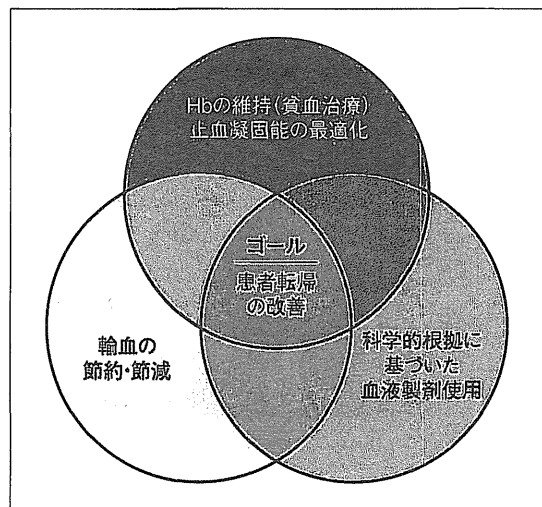 Hbの維持(貧血治療)
止血凝固能の最適化
ゴール
患者転帰
の改善
輸血の
節約・節減
科学的根拠に
基づいた
血液製剤使用